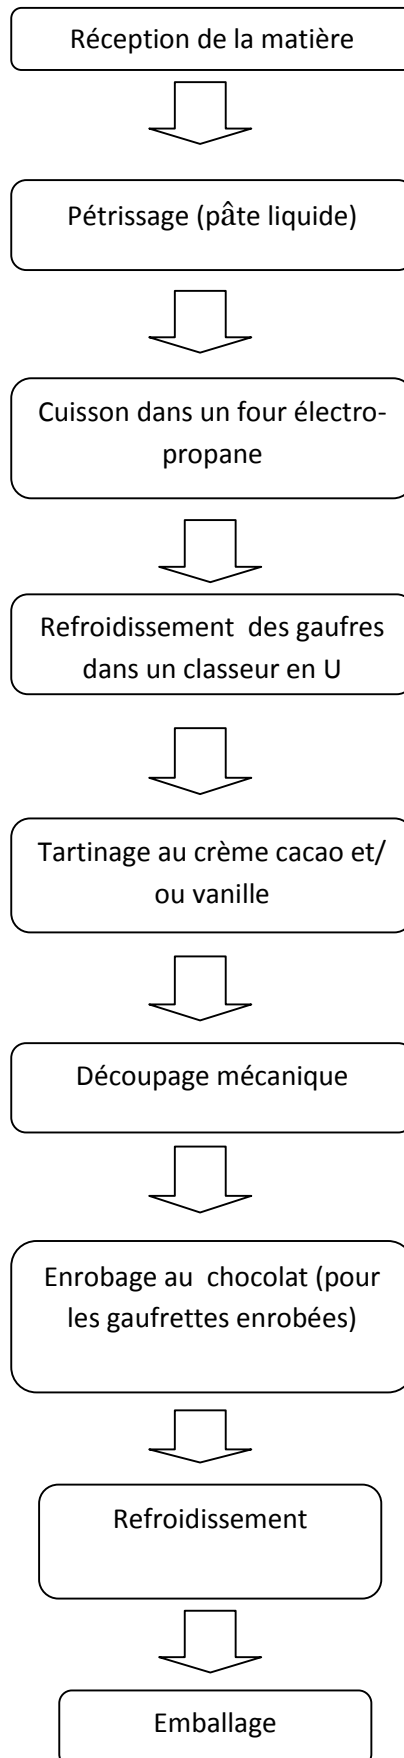 Réception de la matière
Pétrissage (pâte liquide)
Cuisson dans un four électro-
propane
Refroidissement des gaufres
dans un classeur en U
Tartinage au crème cacao et/
ou vanille
Découpage mécanique
Enrobage au chocolat (pour
les gaufrettes enrobées)
Refroidissement
Emballage